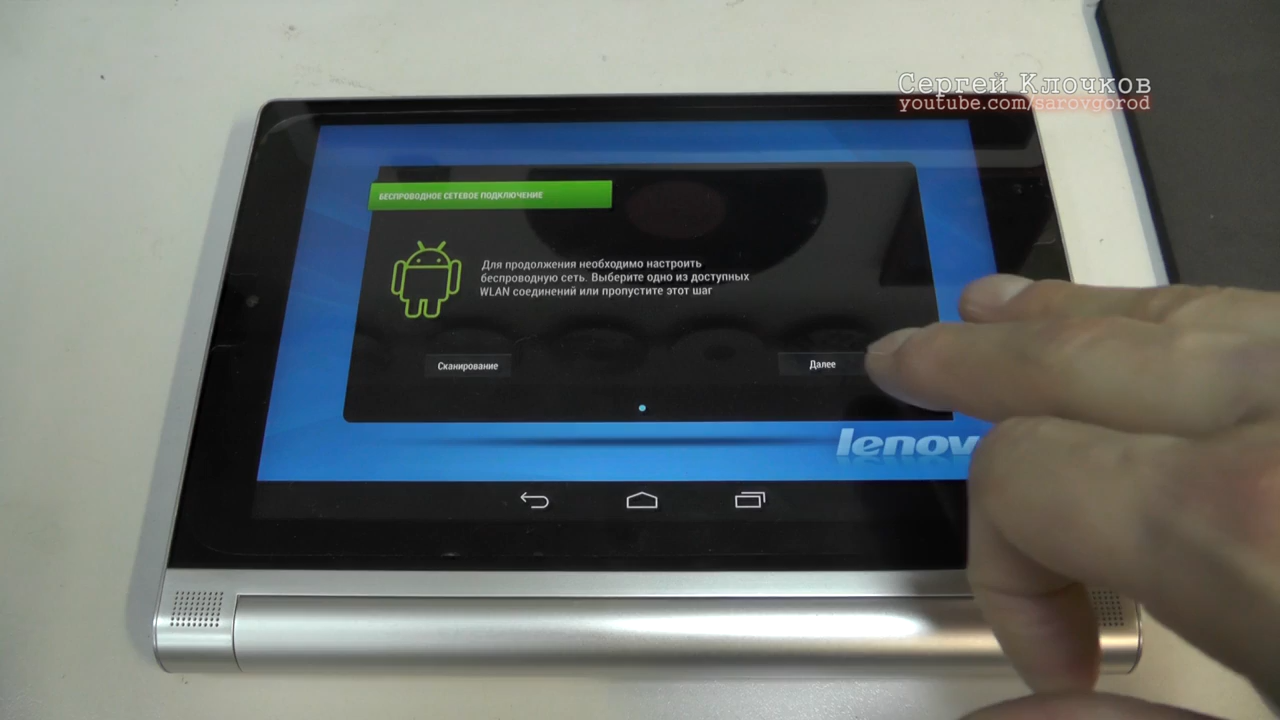 Сергей Клочков
youtube.com/sarovgorod
БЕСПРОВОДНОЕ СЕТЕВОЕ ПОДКЛЮЧЕНИЕ
Для продолжения необходимо настроить
беспроводную сеть. Выберите одно из доступных
WLAN соединений или пропустите этот шаг
Сканирование
Далее
lenov